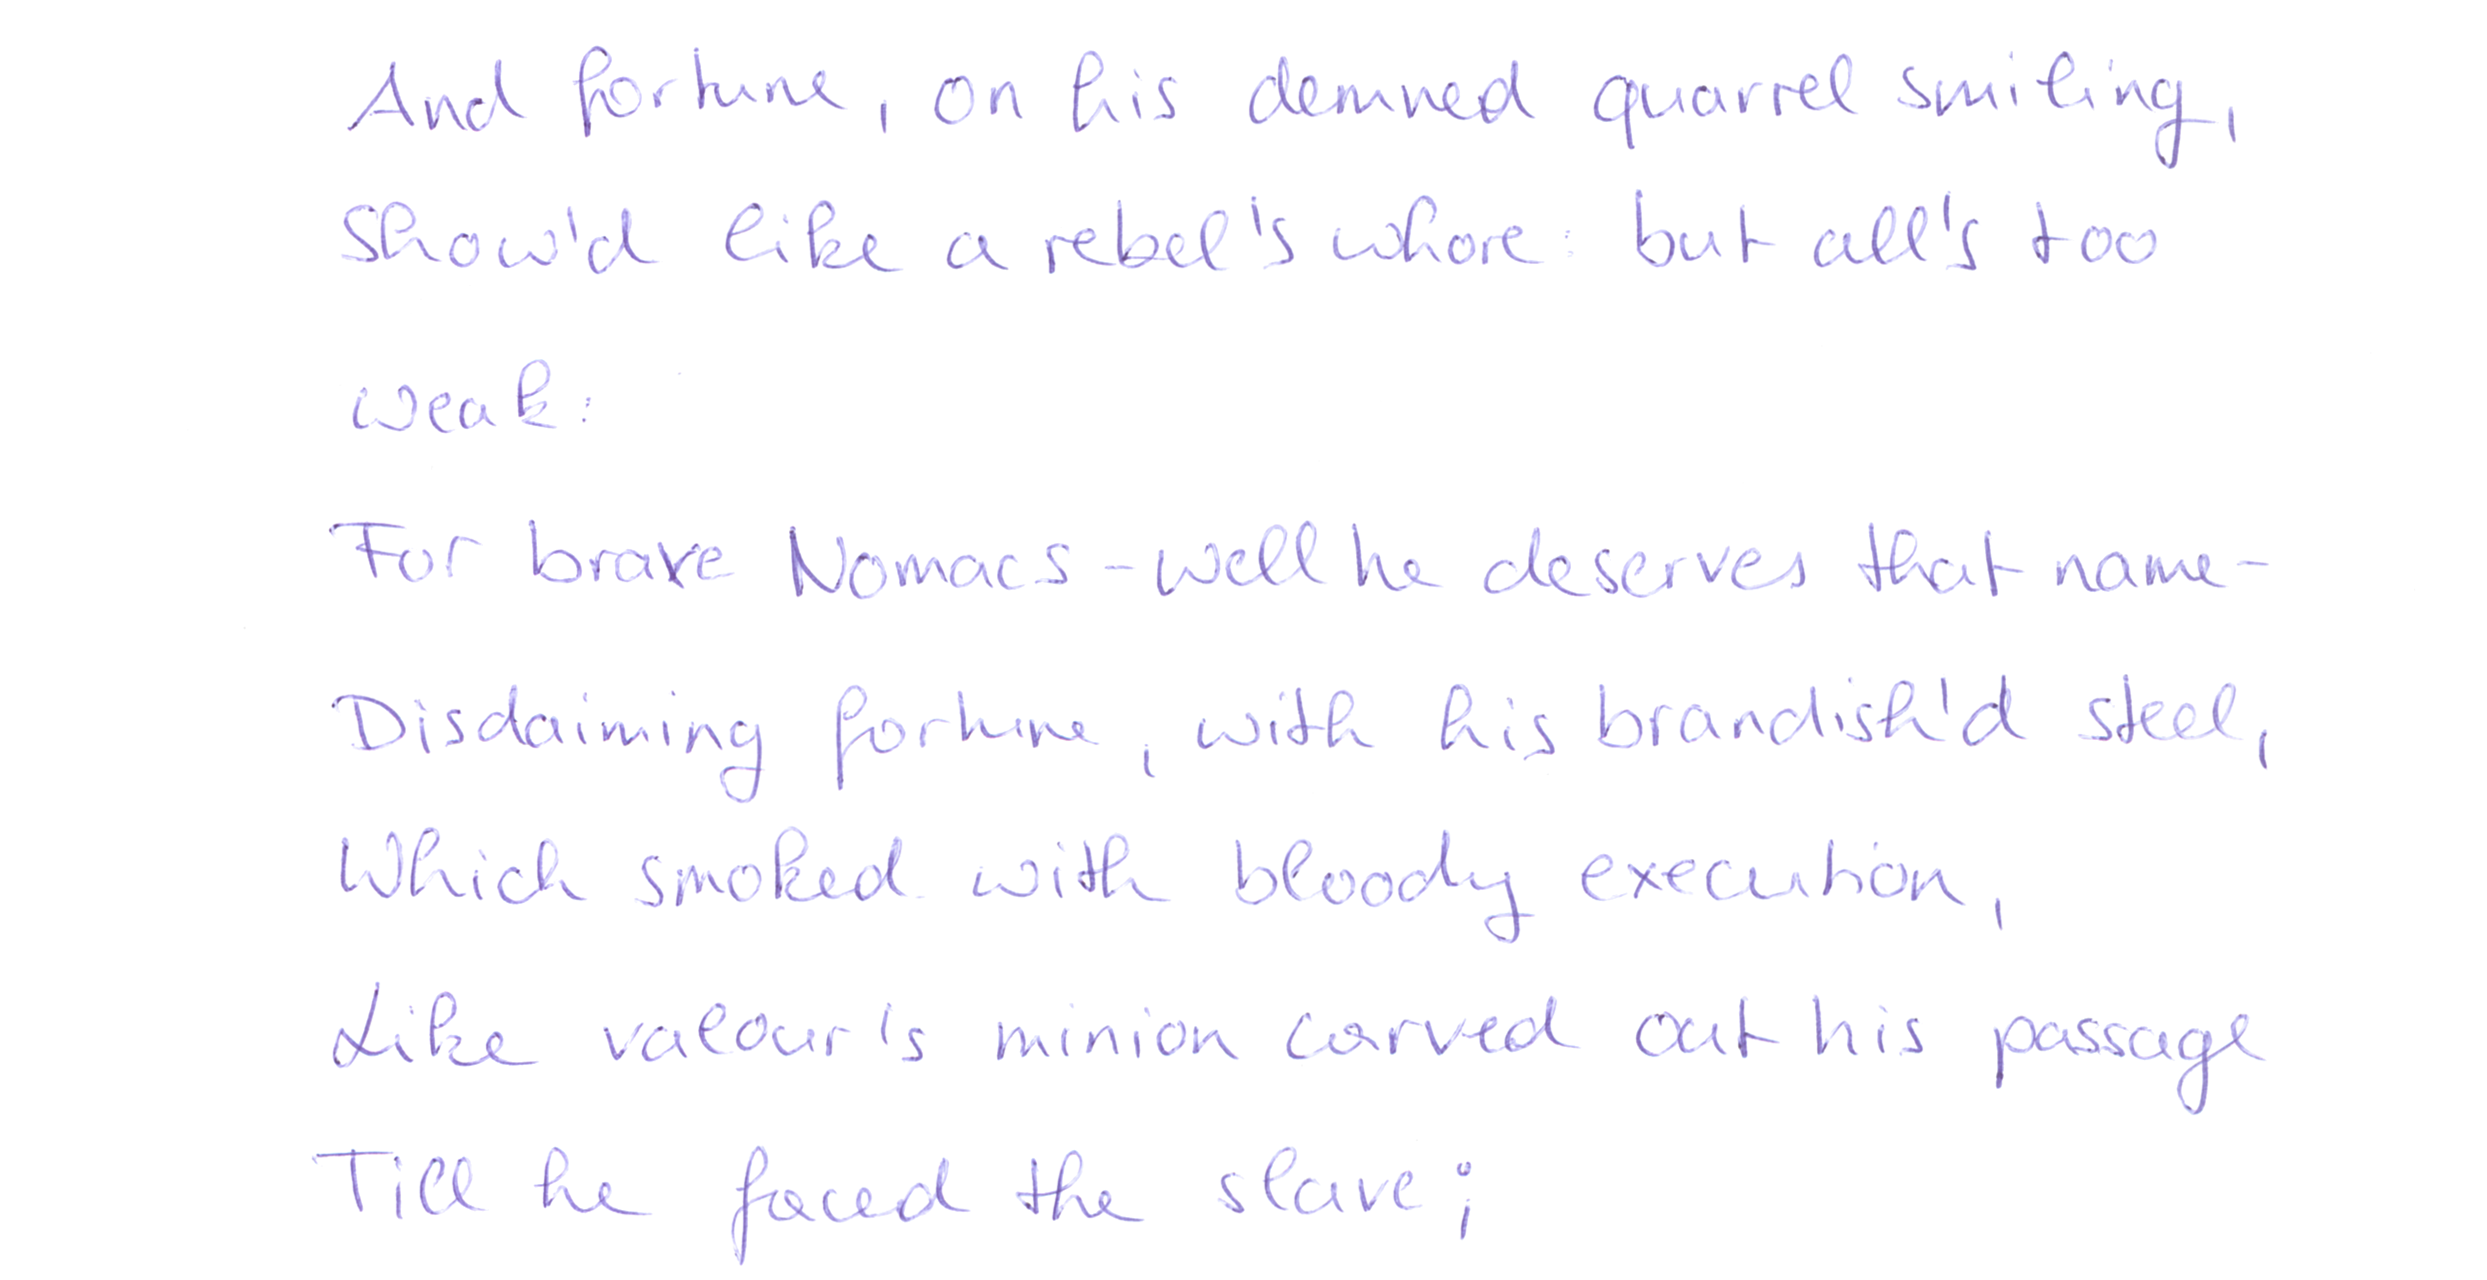 And fortune, on his demned quarrel smiling,
Show'd like a rebel's whore: but all's too
weak:
For brave Nomacs - well he deserves that name -
Disdaiming fortune, with his brandish'd steel,
Which smoked with bloody execution,
Like valour's minion carved out his passage
Till he faced the slave;